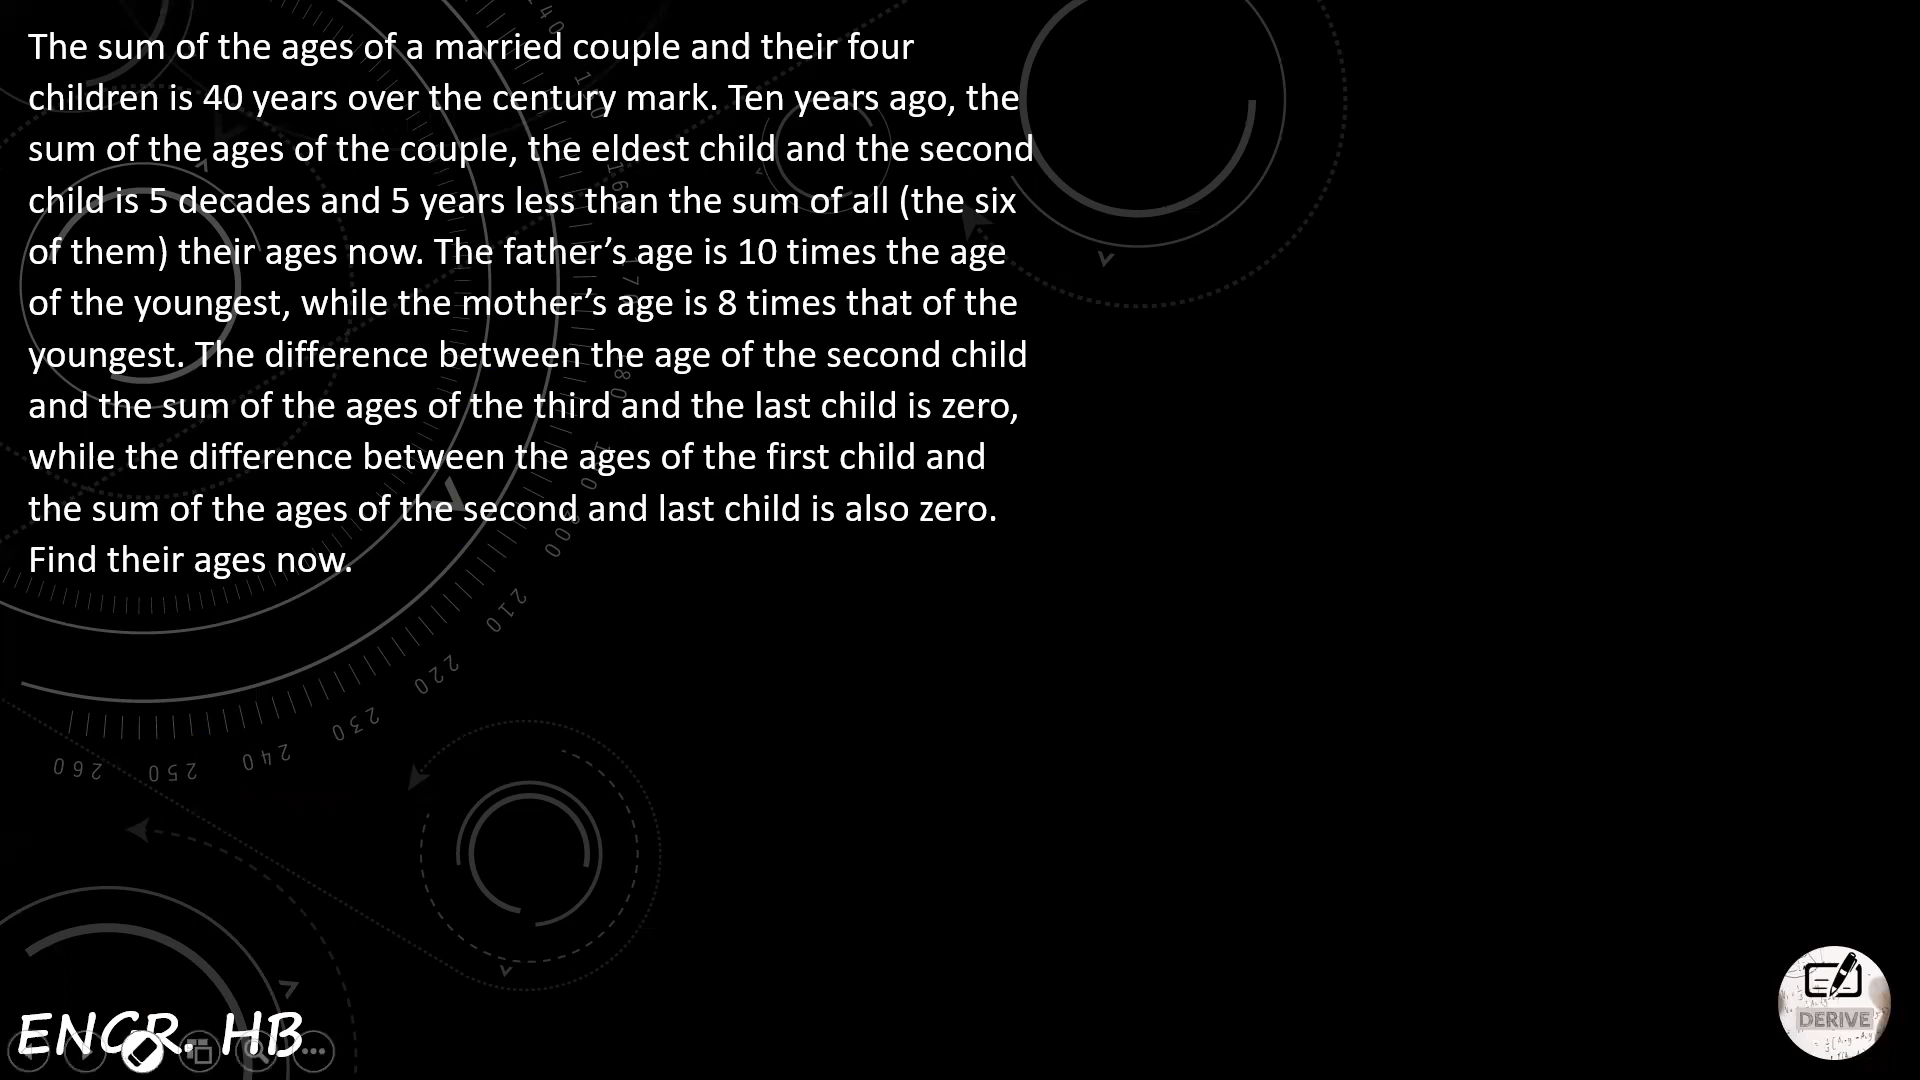 The sum of the ages of a married couple and their four
children is 40 years over the century mark. Ten years ago, the
sum of the ages of the couple, the eldest child and the second
child is 5 decades and 5 years less than the sum of all (the six
of them) their ages now. The father’s age is 10 times the age
of the youngest, while the mother’s age is 8 times that of the
youngest. The difference between the age of the second child
and the sum of the ages of the third and the last child is zero,
while the difference between the ages of the first child and
the sum of the ages of the second and last child is also zero.
Find their ages now.
140
160
170
180
200
210
220
230
240
250
260
ENGR. HB
DERIVE